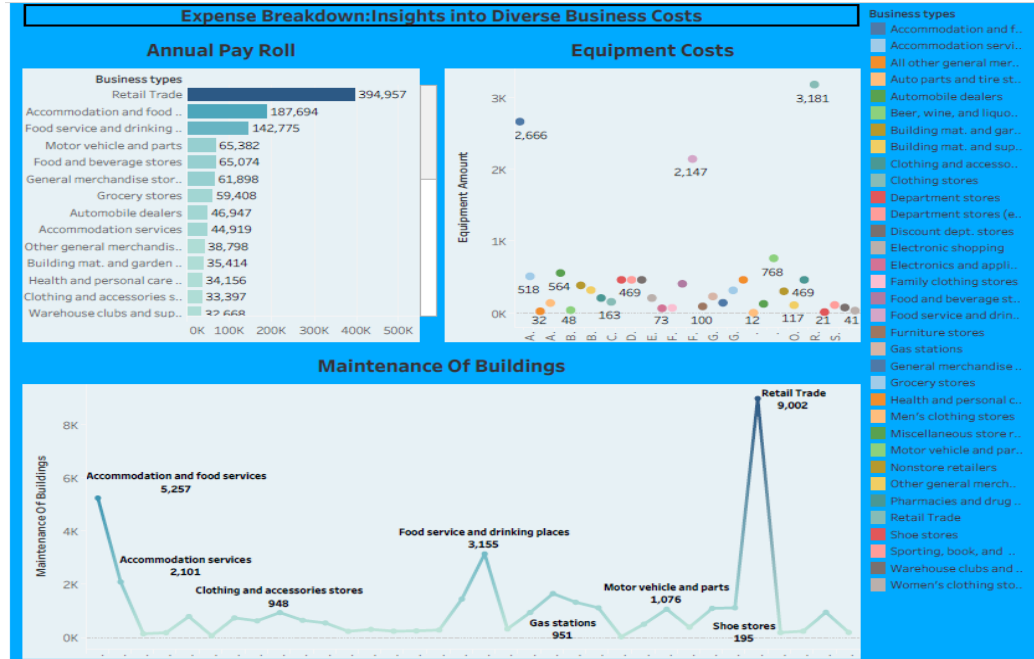 Expense Breakdown:Insights into Diverse Business Costs
Annual Pay Roll
Business types
Retail Trade 394,957
Accommodation and food .. 187,694
Food service and drinking .. 142,775
Motor vehicle and parts 65,382
Food and beverage stores 65,074
General merchandise stor.. 61,898
Grocery stores 59,408
Automobile dealers 46,947
Accommodation services 44,919
Other general merchandis.. 38,798
Building mat. and garden .. 35,414
Health and personal care .. 34,156
Clothing and accessories s.. 33,397
Warehouse clubs and sup.. 32,668
0K 100K 200K 300K 400K 500K
Equipment Costs
Equipment Amount
3K
2K
1K
0K
2,666
3,181
2,147
518
564
768
469
469
32
48
163
73
100
12
117
21
41
A.. A.. B.. B.. C.. D.. E.. F.. F.. G.. G.. O.. R.. S..
Maintenance Of Buildings
Maintenance Of Buildings
8K
6K
4K
2K
0K
Retail Trade
9,002
Accommodation and food services
5,257
Food service and drinking places
3,155
Accommodation services
2,101
Clothing and accessories stores
948
Motor vehicle and parts
1,076
Gas stations
951
Shoe stores
195
Business types
Accommodation and f..
Accommodation servi..
All other general mer..
Auto parts and tire st..
Automobile dealers
Beer, wine, and liquo..
Building mat. and gar..
Building mat. and sup..
Clothing and accesso..
Clothing stores
Department stores
Department stores (e..
Discount dept. stores
Electronic shopping
Electronics and appli..
Family clothing stores
Food and beverage st..
Food service and drin..
Furniture stores
Gas stations
General merchandise ..
Grocery stores
Health and personal c..
Men's clothing stores
Miscellaneous store r..
Motor vehicle and par..
Nonstore retailers
Other general merch..
Pharmacies and drug ..
Retail Trade
Shoe stores
Sporting, book, and ..
Warehouse clubs and ..
Women's clothing sto..